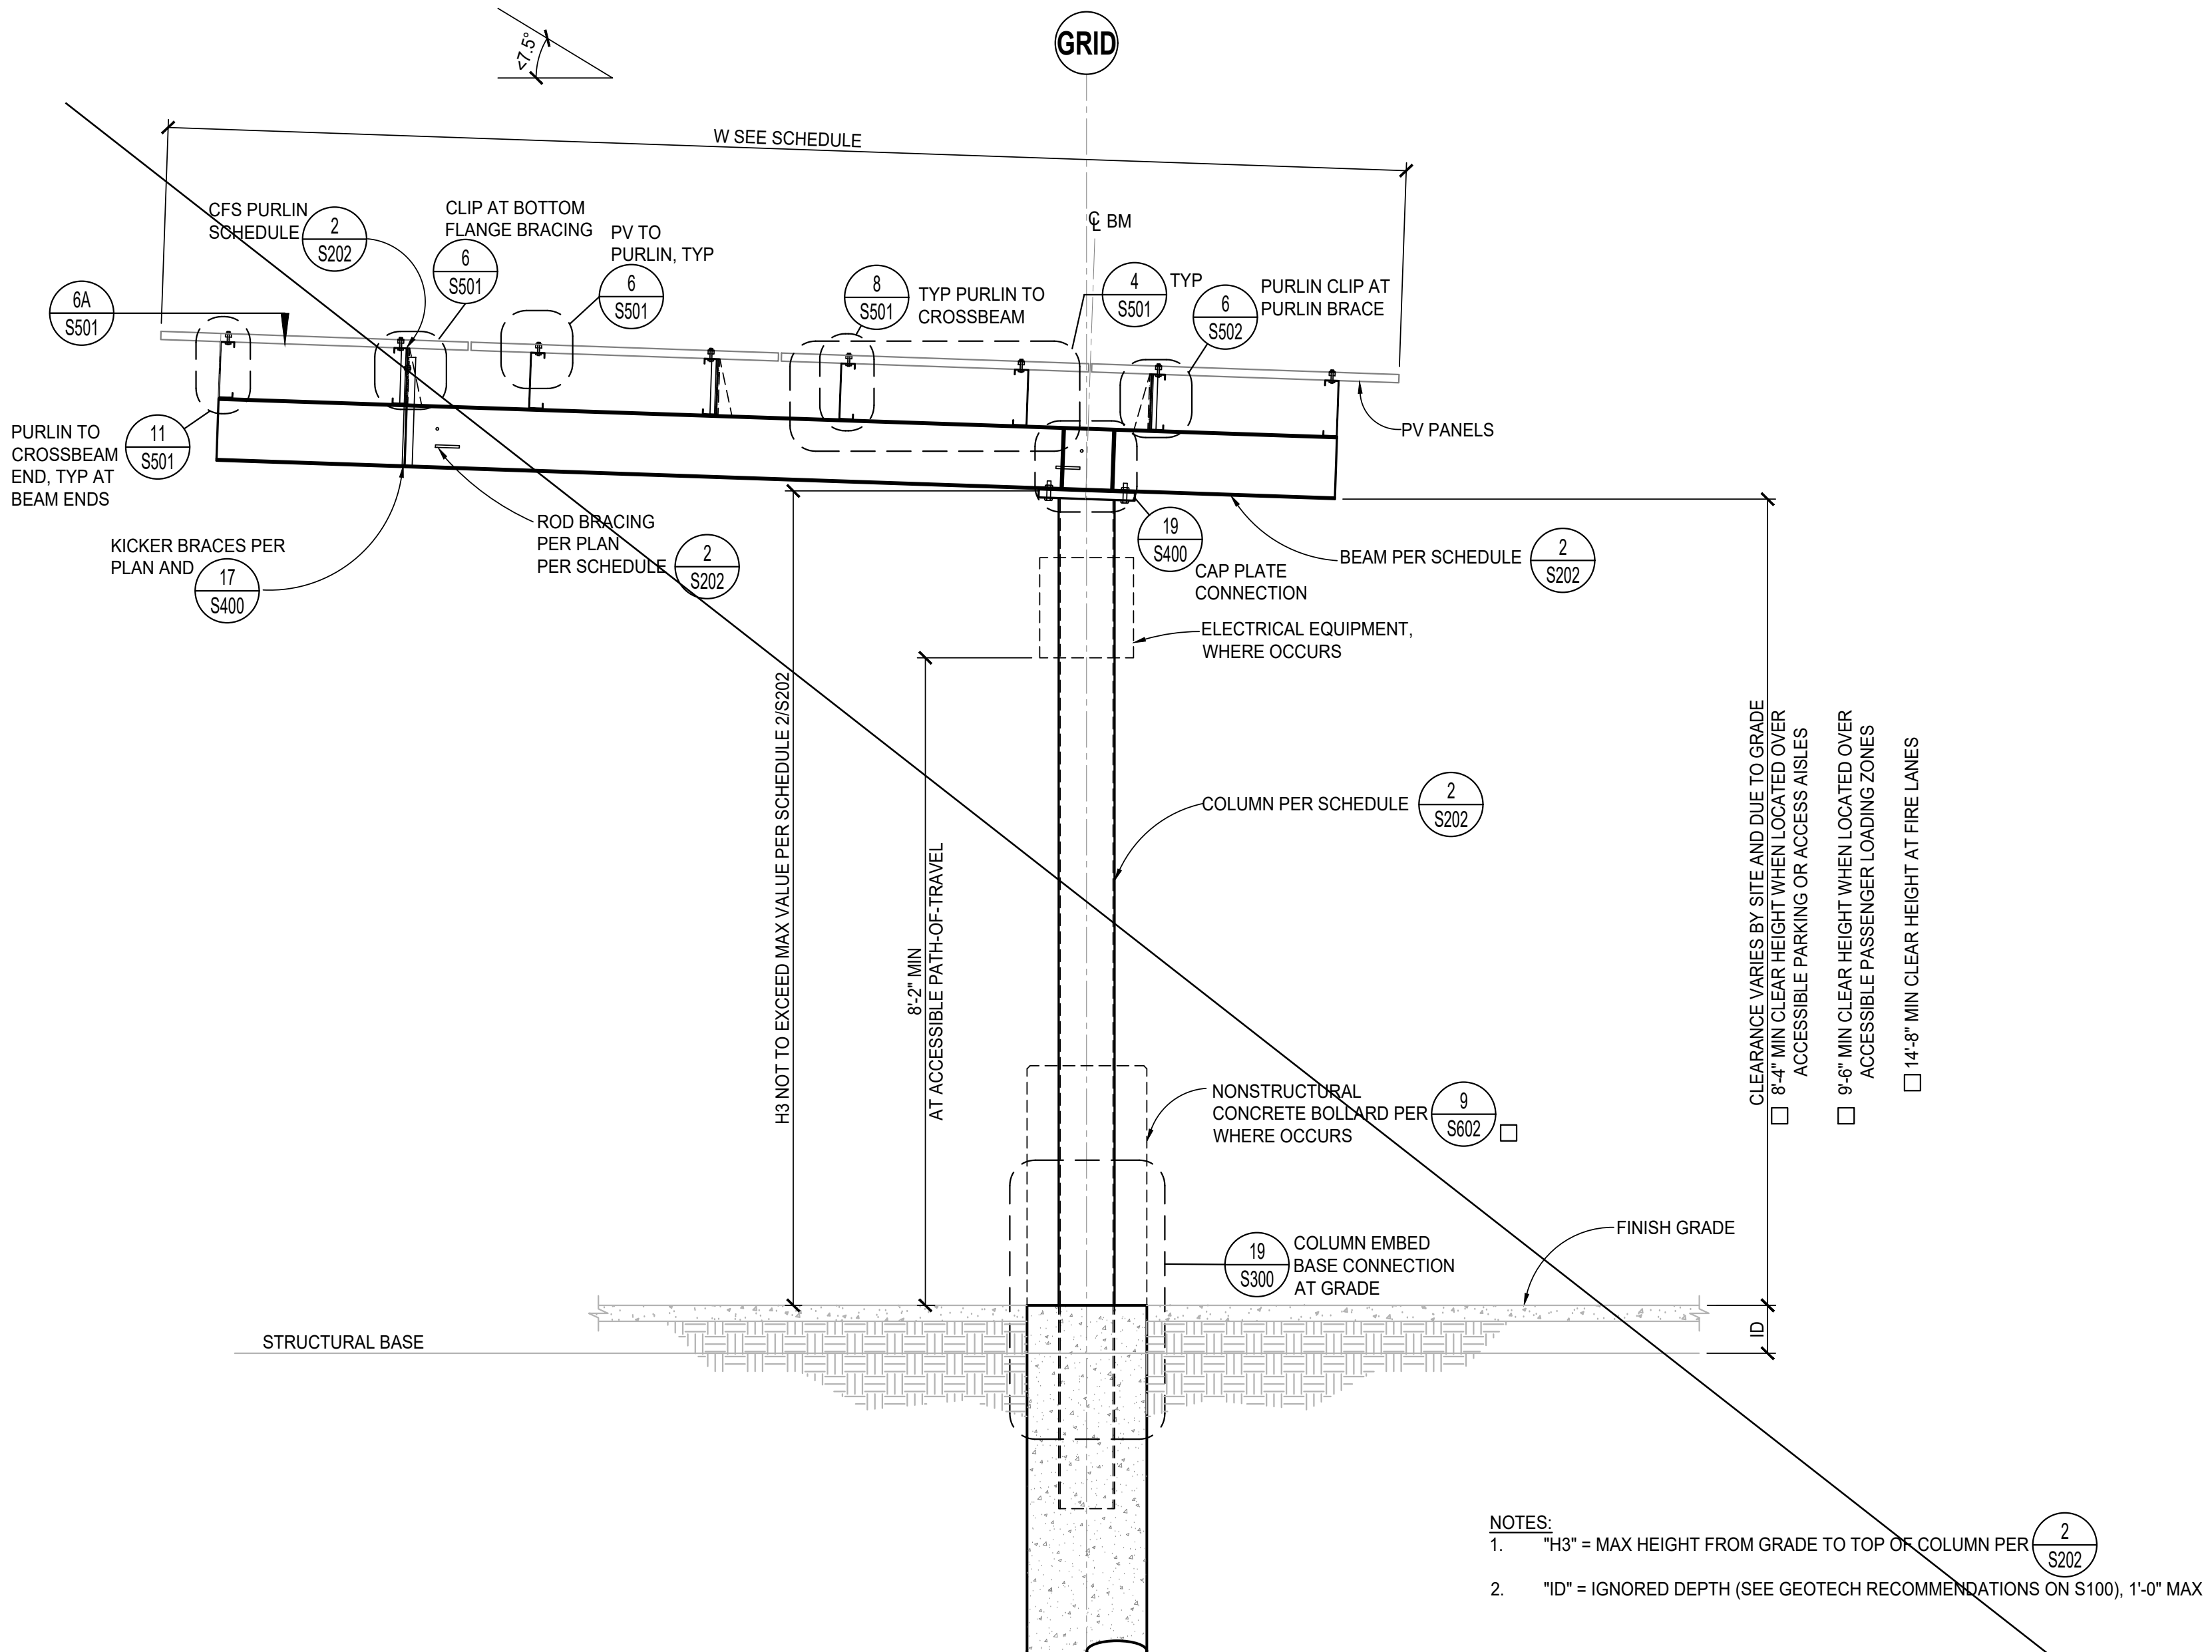 <7.5°
GRID
W SEE SCHEDULE
℄ BM
CFS PURLIN
SCHEDULE
2
S202
CLIP AT BOTTOM
FLANGE BRACING
6
S501
PV TO
PURLIN, TYP
6
S501
8
S501
TYP PURLIN TO
CROSSBEAM
4
S501
TYP
6
S502
PURLIN CLIP AT
PURLIN BRACE
6A
S501
PV PANELS
PURLIN TO
CROSSBEAM
END, TYP AT
BEAM ENDS
11
S501
KICKER BRACES PER
PLAN AND
17
S400
ROD BRACING
PER PLAN
PER SCHEDULE
2
S202
19
S400
CAP PLATE
CONNECTION
BEAM PER SCHEDULE
2
S202
ELECTRICAL EQUIPMENT,
WHERE OCCURS
H3 NOT TO EXCEED MAX VALUE PER SCHEDULE 2/S202
8'-2" MIN
AT ACCESSIBLE PATH-OF-TRAVEL
COLUMN PER SCHEDULE
2
S202
CLEARANCE VARIES BY SITE AND DUE TO GRADE
☐ 8'-4" MIN CLEAR HEIGHT WHEN LOCATED OVER
ACCESSIBLE PARKING OR ACCESS AISLES
☐ 9'-6" MIN CLEAR HEIGHT WHEN LOCATED OVER
ACCESSIBLE PASSENGER LOADING ZONES
☐ 14'-8" MIN CLEAR HEIGHT AT FIRE LANES
NONSTRUCTURAL
CONCRETE BOLLARD PER
WHERE OCCURS
9
S602
☐
19
S300
COLUMN EMBED
BASE CONNECTION
AT GRADE
FINISH GRADE
STRUCTURAL BASE
ID
NOTES:
1. "H3" = MAX HEIGHT FROM GRADE TO TOP OF COLUMN PER
2
S202
2. "ID" = IGNORED DEPTH (SEE GEOTECH RECOMMENDATIONS ON S100), 1'-0" MAX